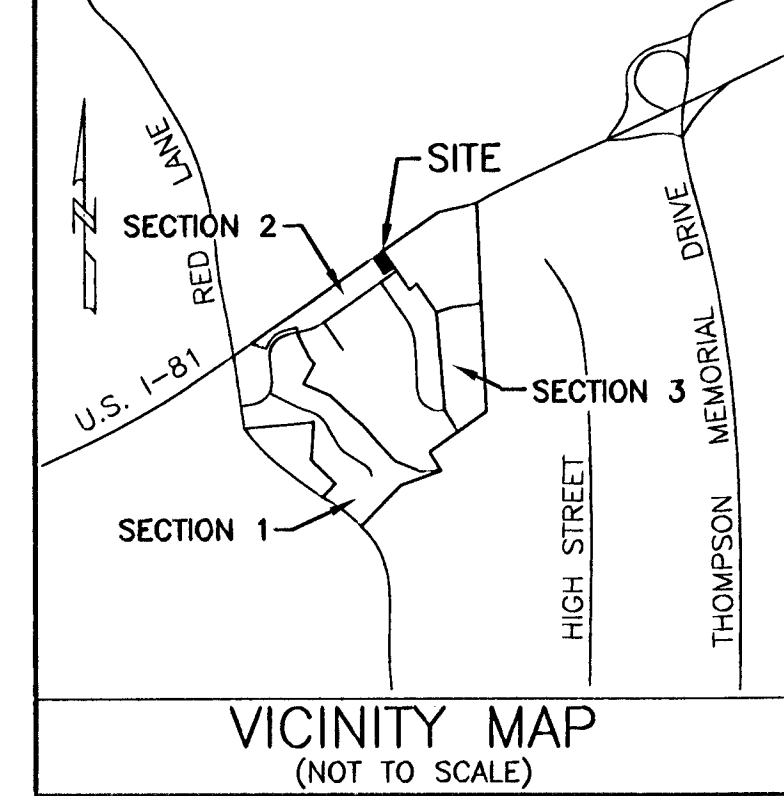 RED LANE
SITE
SECTION 2
N
U.S. I-81
SECTION 3
SECTION 1
HIGH STREET
THOMPSON MEMORIAL DRIVE
VICINITY MAP
(NOT TO SCALE)